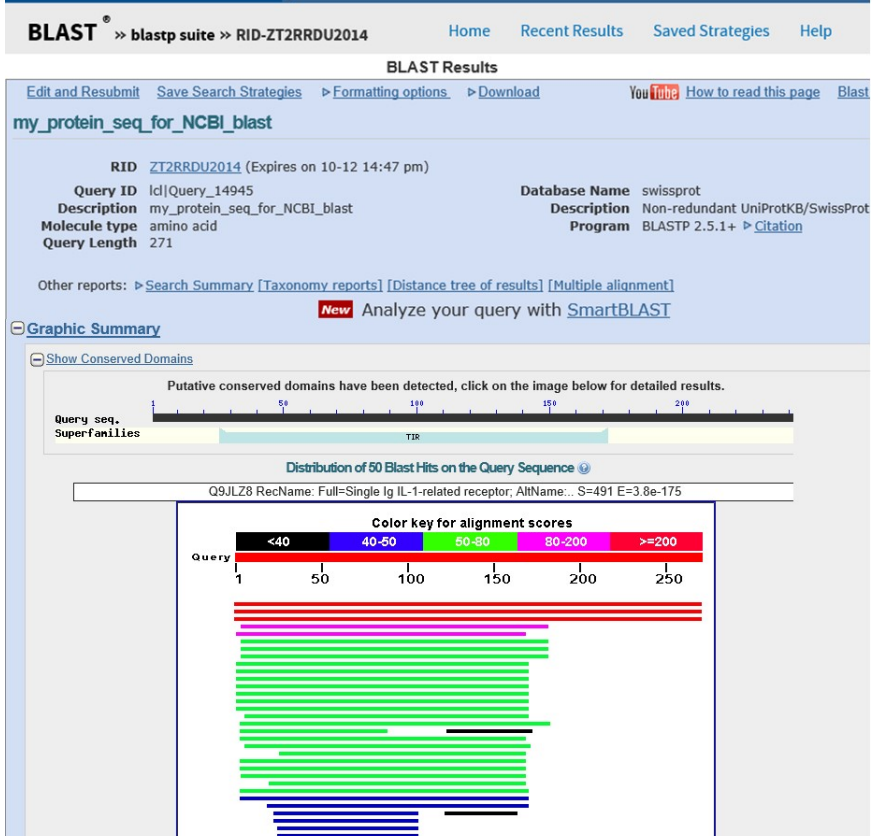 BLAST ® » blastp suite » RID-ZT2RRDU2014 Home Recent Results Saved Strategies Help
BLAST Results
Edit and Resubmit Save Search Strategies ▹Formatting options ▹Download YouTube How to read this page Blast
my_protein_seq_for_NCBI_blast
RID ZT2RRDU2014 (Expires on 10-12 14:47 pm)
Query ID lcl|Query_14945 Database Name swissprot
Description my_protein_seq_for_NCBI_blast Description Non-redundant UniProtKB/SwissProt
Molecule type amino acid Program BLASTP 2.5.1+ ▹Citation
Query Length 271
Other reports: ▹Search Summary [Taxonomy reports] [Distance tree of results] [Multiple alignment]
New Analyze your query with SmartBLAST
Graphic Summary
Show Conserved Domains
Putative conserved domains have been detected, click on the image below for detailed results.
1 50 100 150 200
Query seq.
Superfamilies TIR
Distribution of 50 Blast Hits on the Query Sequence
Q9JLZ8 RecName: Full=Single Ig IL-1-related receptor; AltName:.. S=491 E=3.8e-175
Color key for alignment scores
<40 40-50 50-80 80-200 >=200
Query
1 50 100 150 200 250